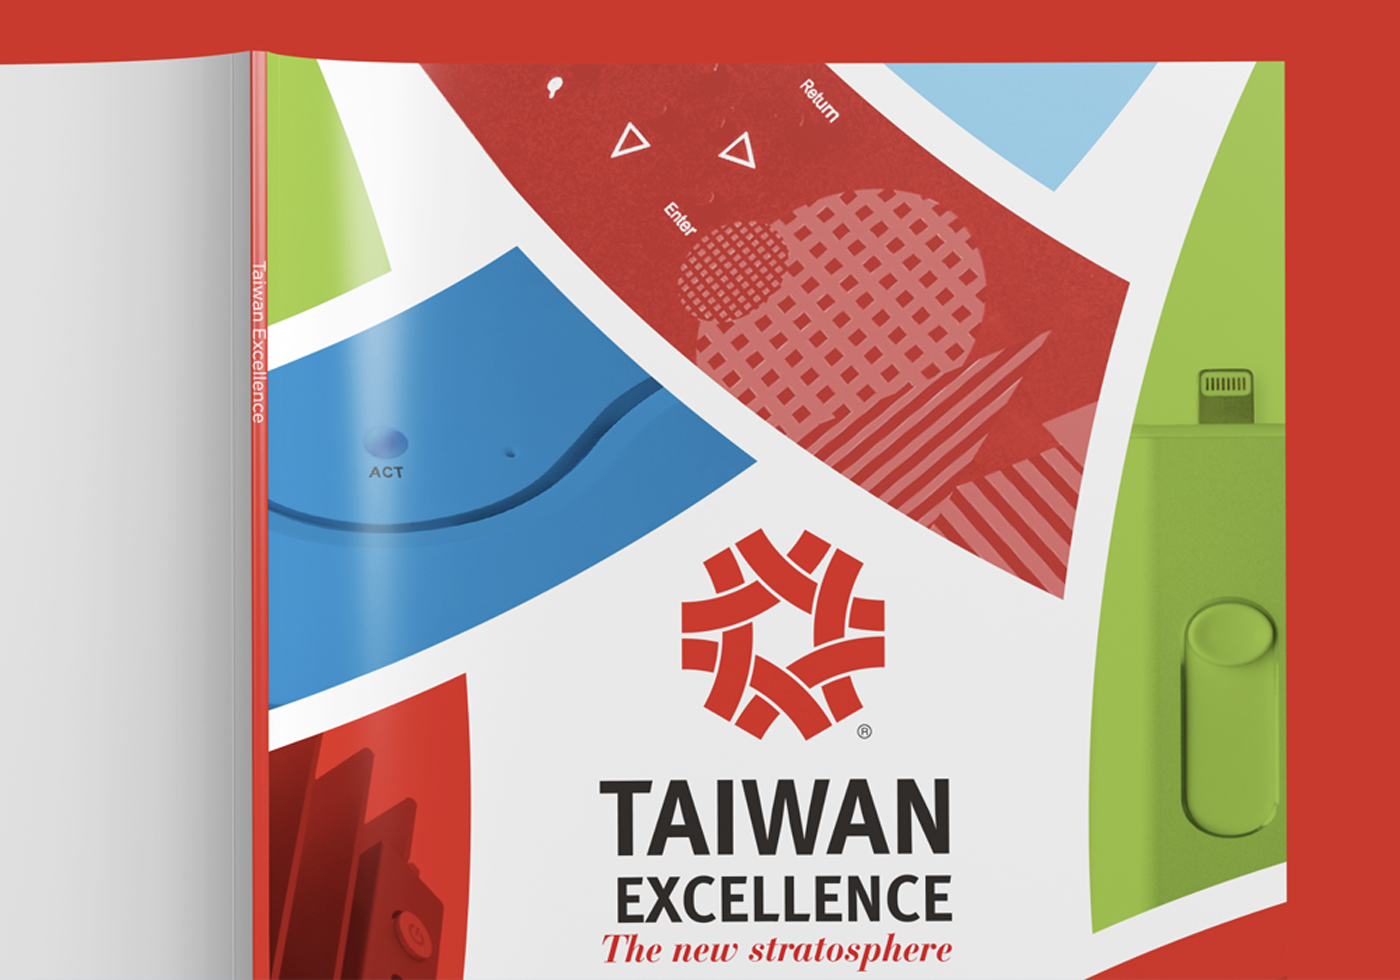 Return
Enter
Taiwan Excellence
ACT
®
TAIWAN
EXCELLENCE
The new stratosphere